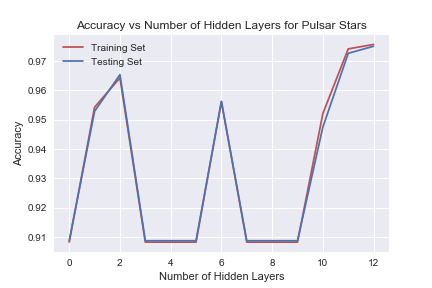 Accuracy vs Number of Hidden Layers for Pulsar Stars
Training Set
Testing Set
0.97
0.96
0.95
0.94
0.93
0.92
0.91
Accuracy
0 2 4 6 8 10 12
Number of Hidden Layers